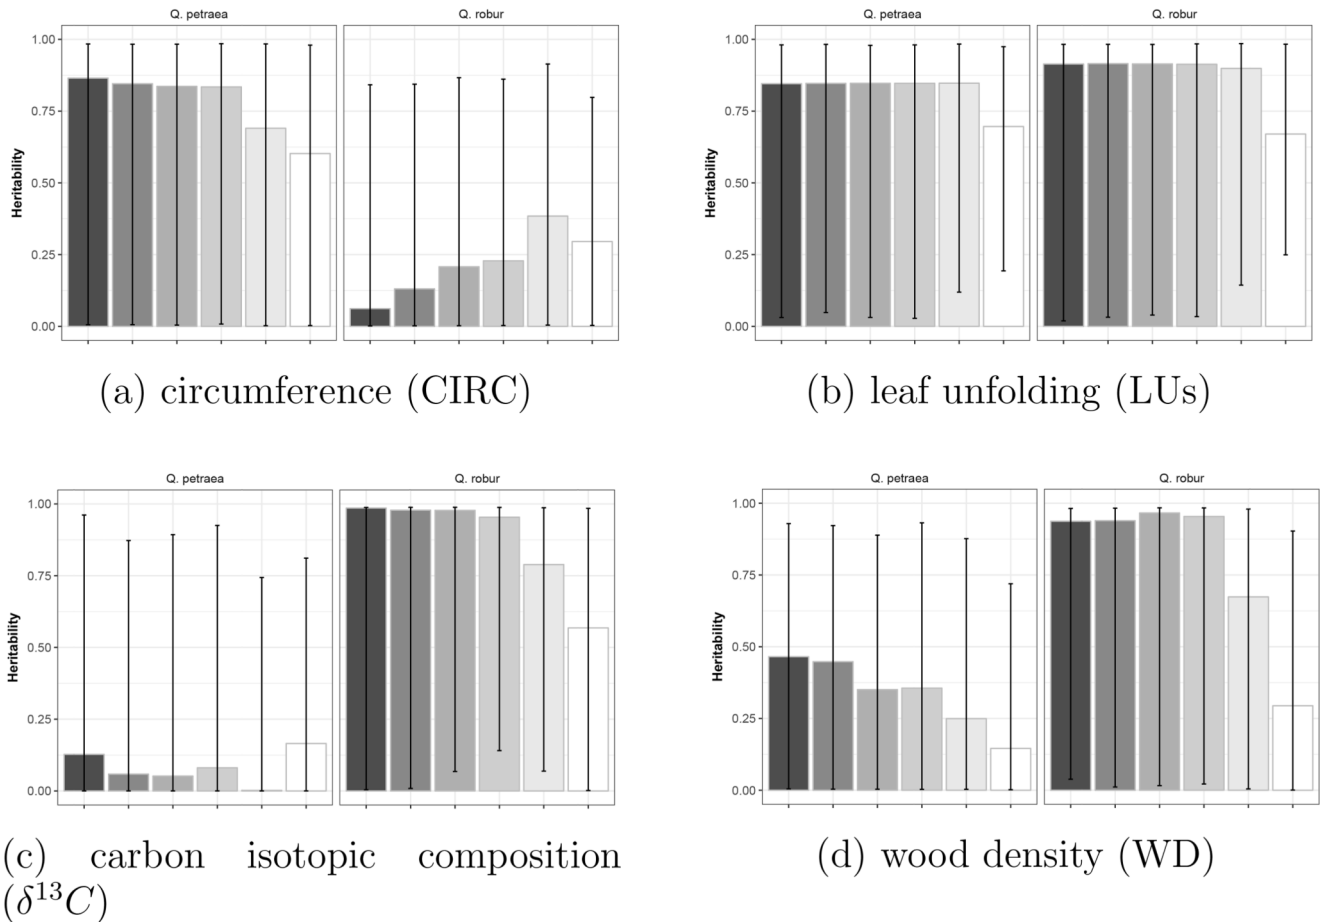 Q. petraea Q. robur
1.00
0.75
0.50
0.25
0.00
Heritability
(a) circumference (CIRC)
Q. petraea Q. robur
1.00
0.75
0.50
0.25
0.00
Heritability
(b) leaf unfolding (LUs)
Q. petraea Q. robur
1.00
0.75
0.50
0.25
0.00
Heritability
(c) carbon isotopic composition
(δ¹³C)
Q. petraea Q. robur
1.00
0.75
0.50
0.25
0.00
Heritability
(d) wood density (WD)